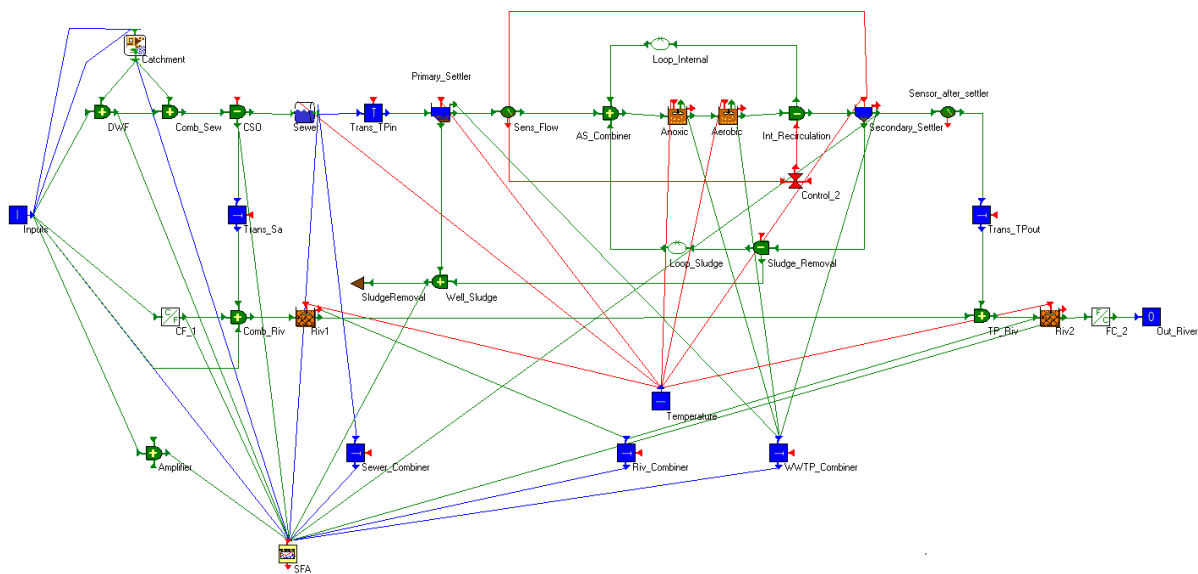 Catchment
Primary_Settler
Loop_Internal
Sensor_after_settler
DWF
Comb_Sew
CSO
Sewer
Trans_TPin
Sens_Flow
AS_Combiner
Anoxic
Aerobic
Int_Recirculation
Secondary_Settler
Control_2
Inputs
Trans_Sa
Trans_TPout
Loop_Sludge
Sludge_Removal
SludgeRemoval
Well_Sludge
C
F
CF_1
Comb_Riv
Riv1
TP_Riv
Riv2
F
C
FC_2
O
Out_River
Temperature
Amplifier
Sewer_Combiner
Riv_Combiner
WWTP_Combiner
SFA